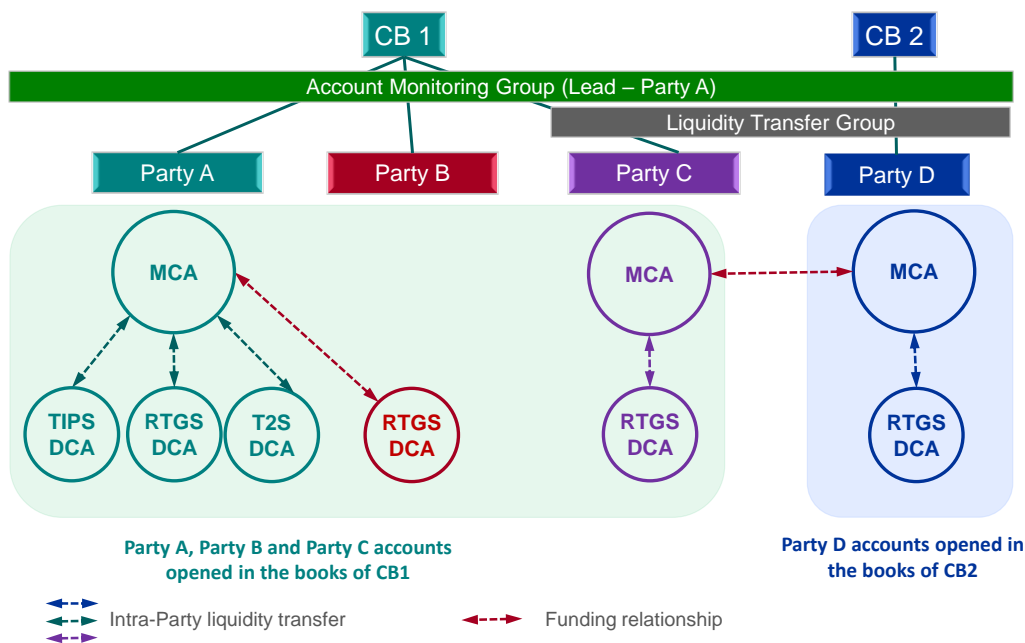 CB 1
CB 2
Account Monitoring Group (Lead – Party A)
Liquidity Transfer Group
Party A
Party B
Party C
Party D
MCA
MCA
MCA
TIPS
DCA
RTGS
DCA
T2S
DCA
RTGS
DCA
RTGS
DCA
RTGS
DCA
Party A, Party B and Party C accounts
opened in the books of CB1
Party D accounts opened in
the books of CB2
Intra-Party liquidity transfer
Funding relationship